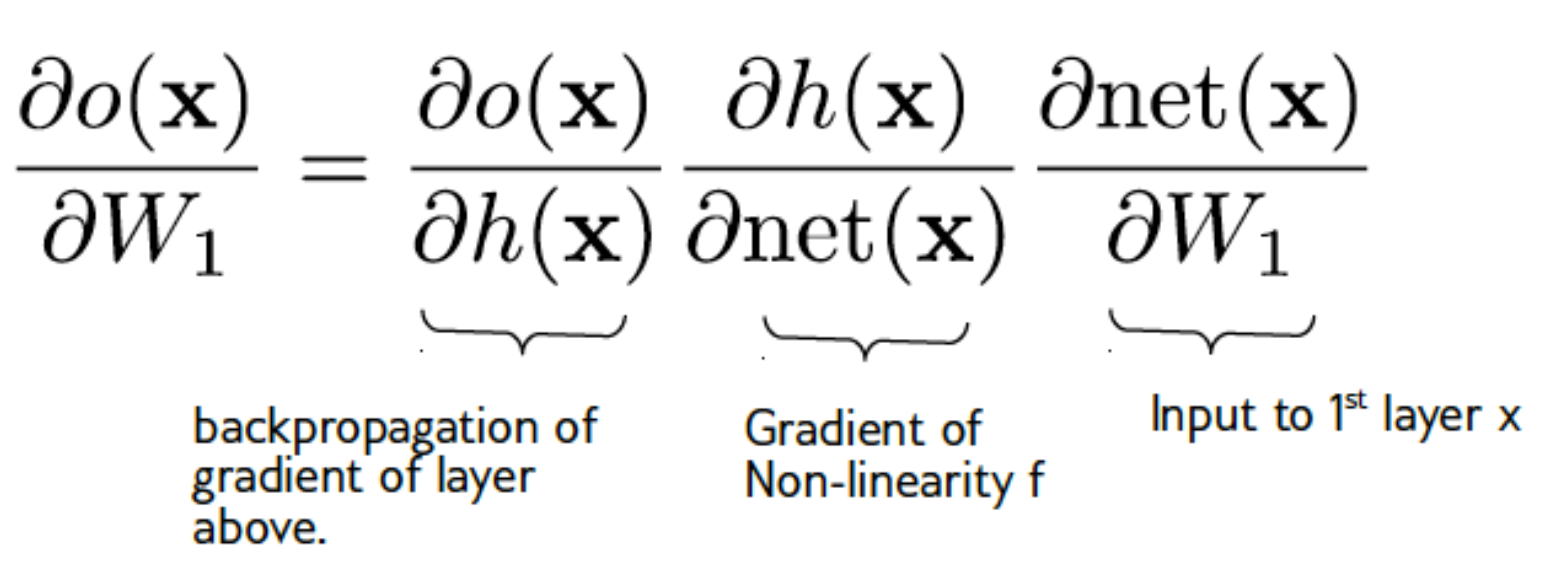 ∂o(𝐱)/∂W₁ = ∂o(𝐱)/∂h(𝐱) ∂h(𝐱)/∂net(𝐱) ∂net(𝐱)/∂W₁
backpropagation of
gradient of layer
above.
Gradient of
Non-linearity f
Input to 1ˢᵗ layer x